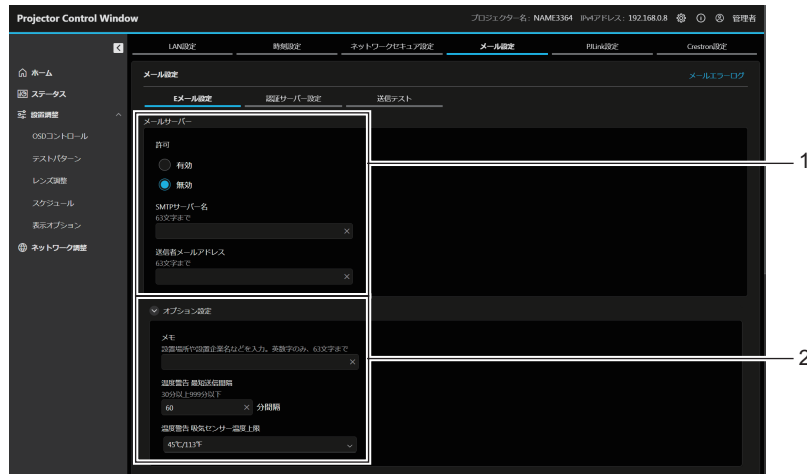 Projector Control Window
プロジェクター名: NAME3364 IPv4アドレス: 192.168.0.8 管理者
LAN設定 時刻設定 ネットワークセキュア設定 メール設定 PJLink設定 Crestron設定
ホーム
ステータス
設置調整
OSDコントロール
テストパターン
レンズ調整
スケジュール
表示オプション
ネットワーク調整
メール設定 メールエラーログ
Eメール設定 認証サーバー設定 送信テスト
メールサーバー
許可
有効
無効
SMTPサーバー名
63文字まで
送信者メールアドレス
63文字まで
1
オプション設定
メモ
設置場所や設置企業名などを入力。英数字のみ、63文字まで
温度警告 最短送信間隔
30分以上999分以下
60 分間隔
温度警告 吸気センサー温度上限
45℃/113℉
2